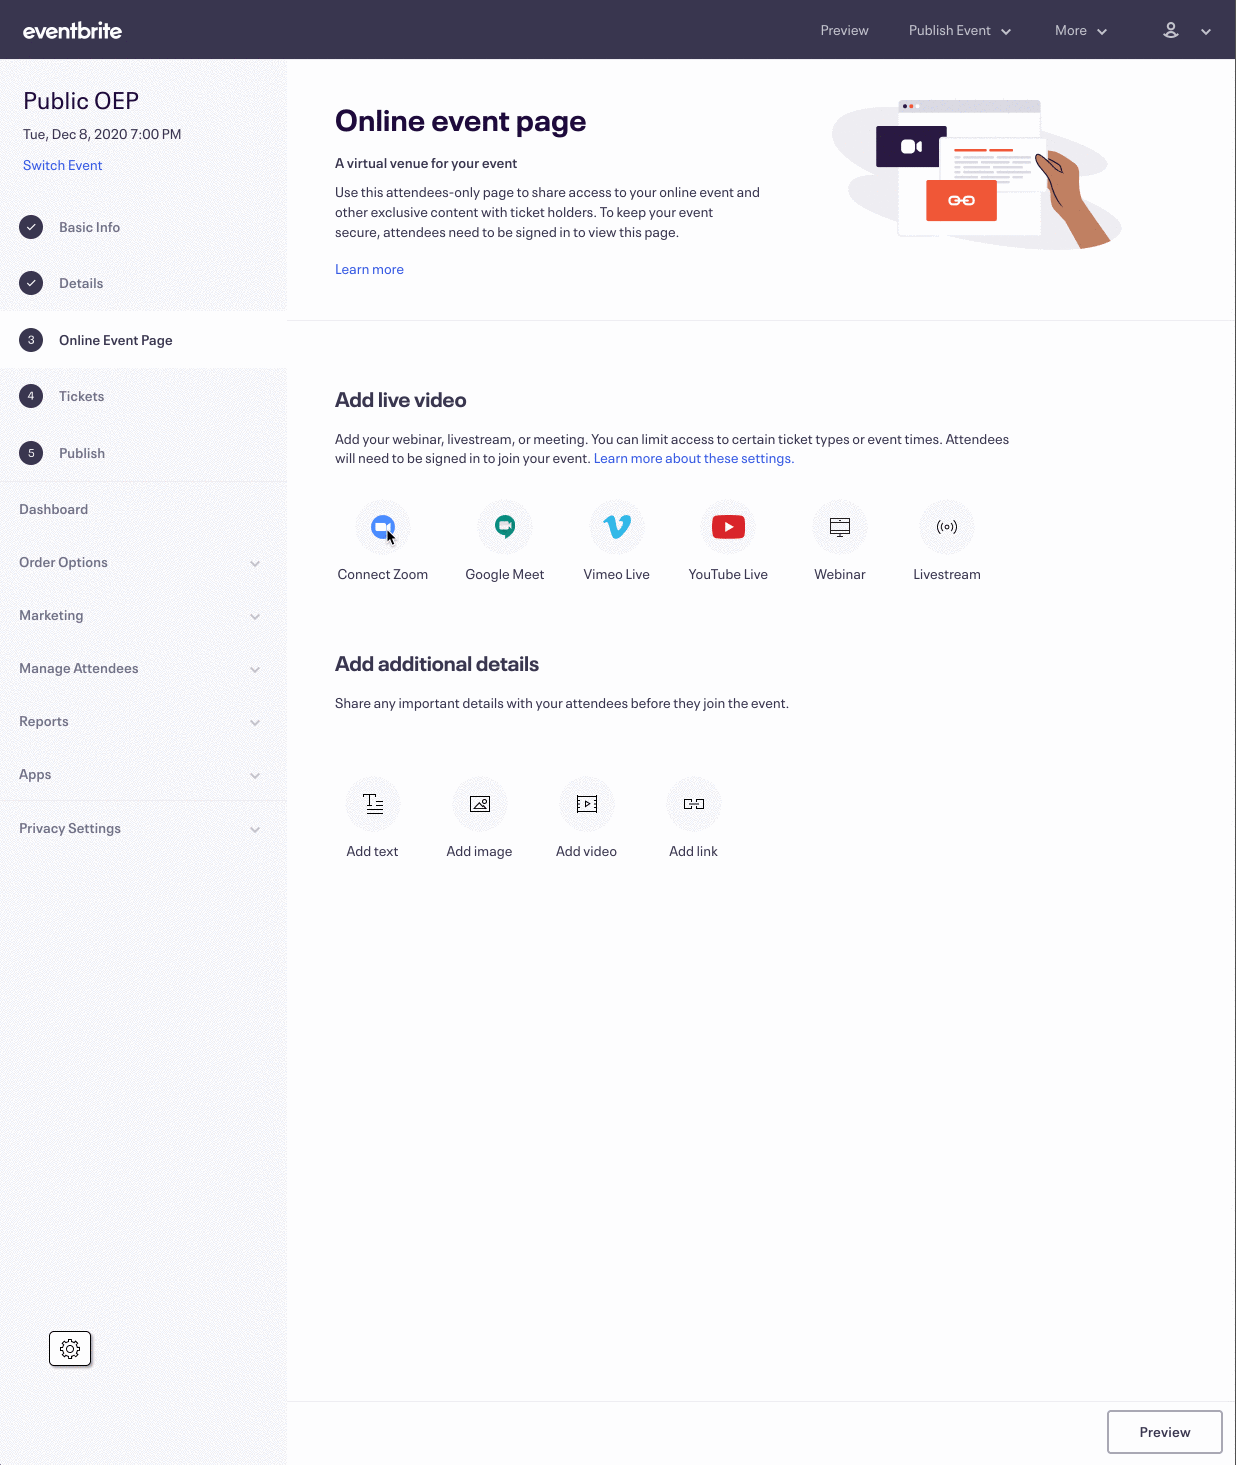 eventbrite
Preview
Publish Event
More
Public OEP
Tue, Dec 8, 2020 7:00 PM
Switch Event
Basic Info
Details
3 Online Event Page
4 Tickets
5 Publish
Dashboard
Order Options
Marketing
Manage Attendees
Reports
Apps
Privacy Settings
Online event page
A virtual venue for your event
Use this attendees-only page to share access to your online event and
other exclusive content with ticket holders. To keep your event
secure, attendees need to be signed in to view this page.
Learn more
Add live video
Add your webinar, livestream, or meeting. You can limit access to certain ticket types or event times. Attendees
will need to be signed in to join your event. Learn more about these settings.
Connect Zoom
Google Meet
Vimeo Live
YouTube Live
Webinar
Livestream
Add additional details
Share any important details with your attendees before they join the event.
Add text
Add image
Add video
Add link
Preview